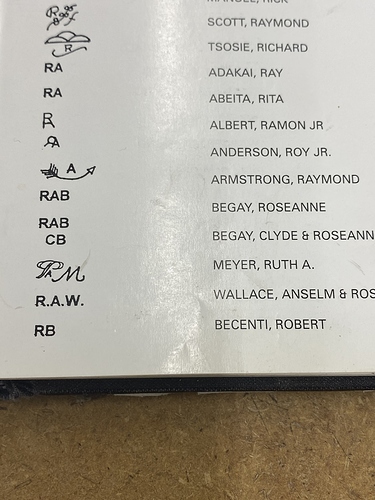 SCOTT, RAYMOND
R TSOSIE, RICHARD
RA ADAKAI, RAY
RA ABEITA, RITA
R ALBERT, RAMON JR
ANDERSON, ROY JR.
A ARMSTRONG, RAYMOND
RAB BEGAY, ROSEANNE
RAB
CB BEGAY, CLYDE & ROSEANN
RAM MEYER, RUTH A.
R.A.W. WALLACE, ANSELM & ROS
RB BECENTI, ROBERT